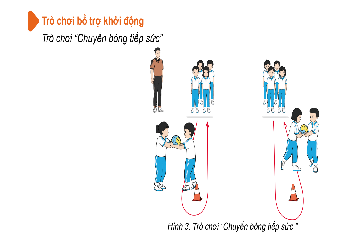 Trò chơi bổ trợ khởi động
Trò chơi "Chuyền bóng tiếp sức"
Hình 3. Trò chơi "Chuyền bóng tiếp sức "